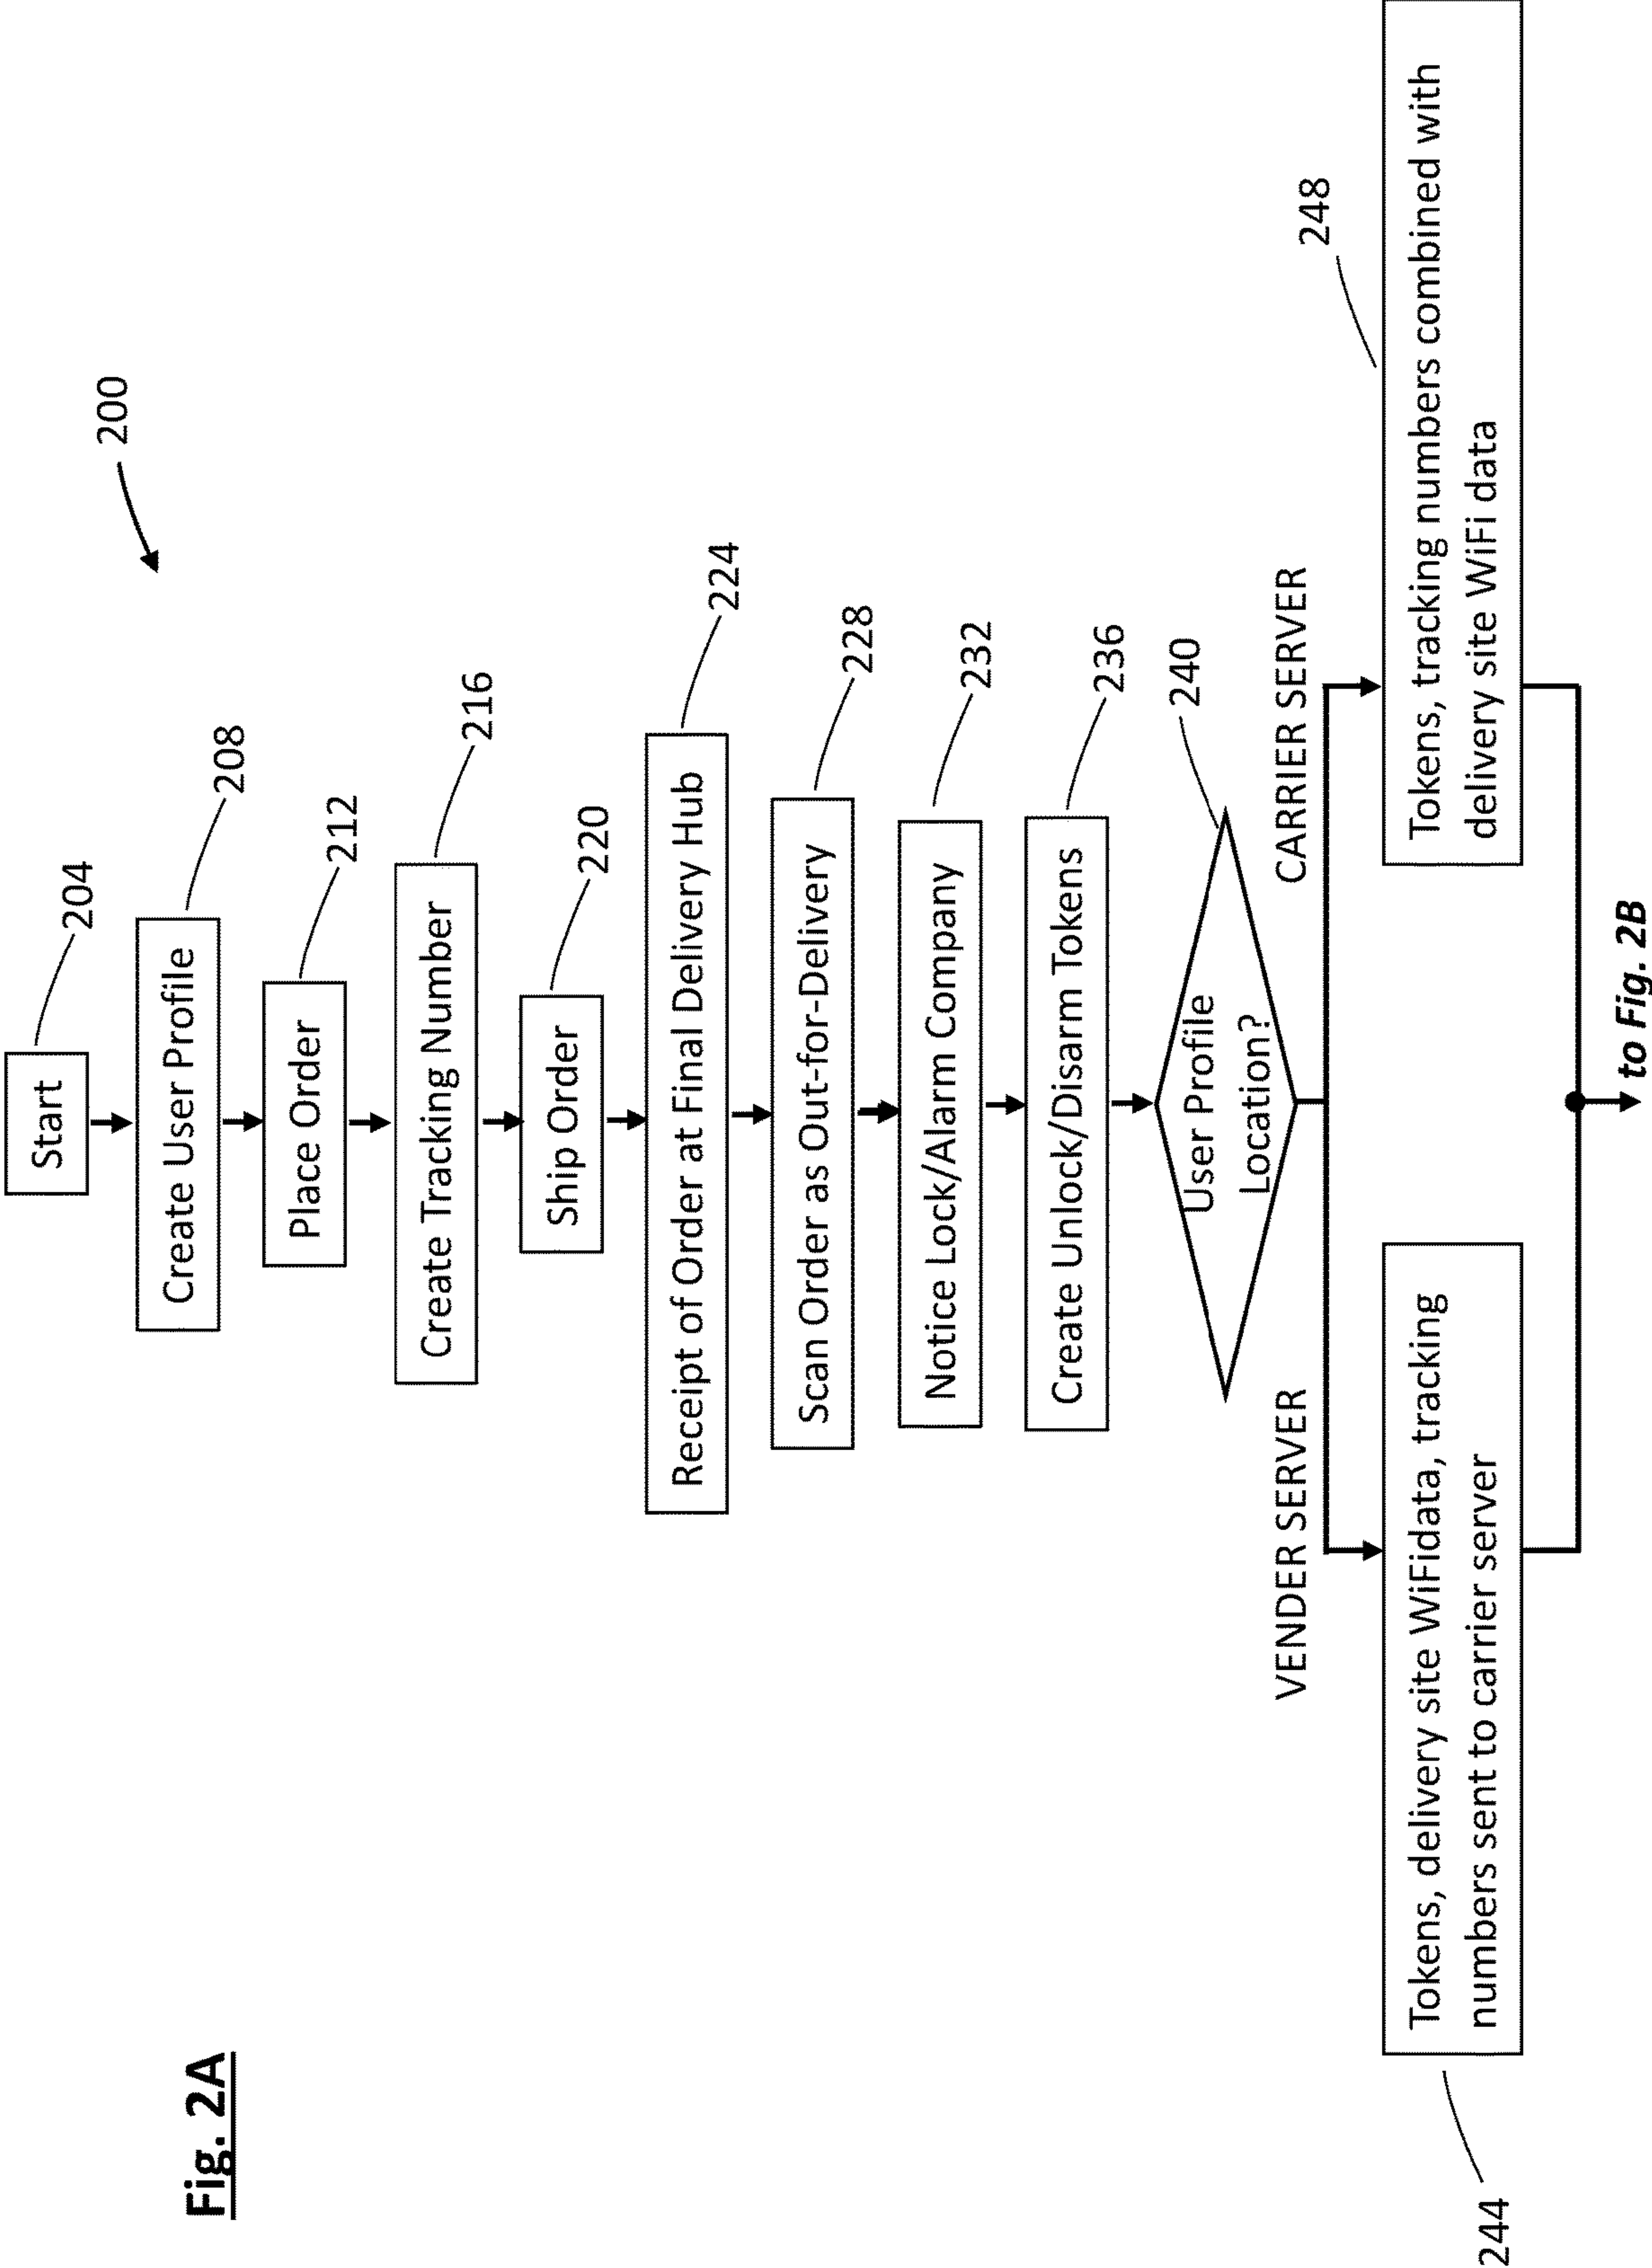 Fig. 2A
200
Start
204
Create User Profile
208
Place Order
212
Create Tracking Number
216
Ship Order
220
Receipt of Order at Final Delivery Hub
224
Scan Order as Out-for-Delivery
228
Notice Lock/Alarm Company
232
Create Unlock/Disarm Tokens
236
User Profile
Location?
240
VENDER SERVER
CARRIER SERVER
Tokens, delivery site WiFidata, tracking
numbers sent to carrier server
244
Tokens, tracking numbers combined with
delivery site WiFi data
248
to Fig. 2B